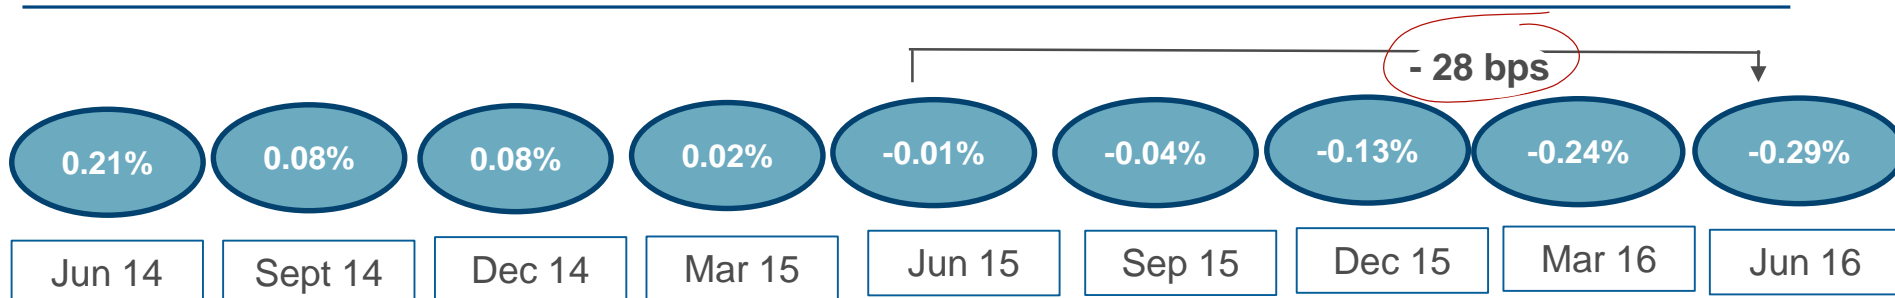 - 28 bps
0.21% 0.08% 0.08% 0.02% -0.01% -0.04% -0.13% -0.24% -0.29%
Jun 14 Sept 14 Dec 14 Mar 15 Jun 15 Sep 15 Dec 15 Mar 16 Jun 16